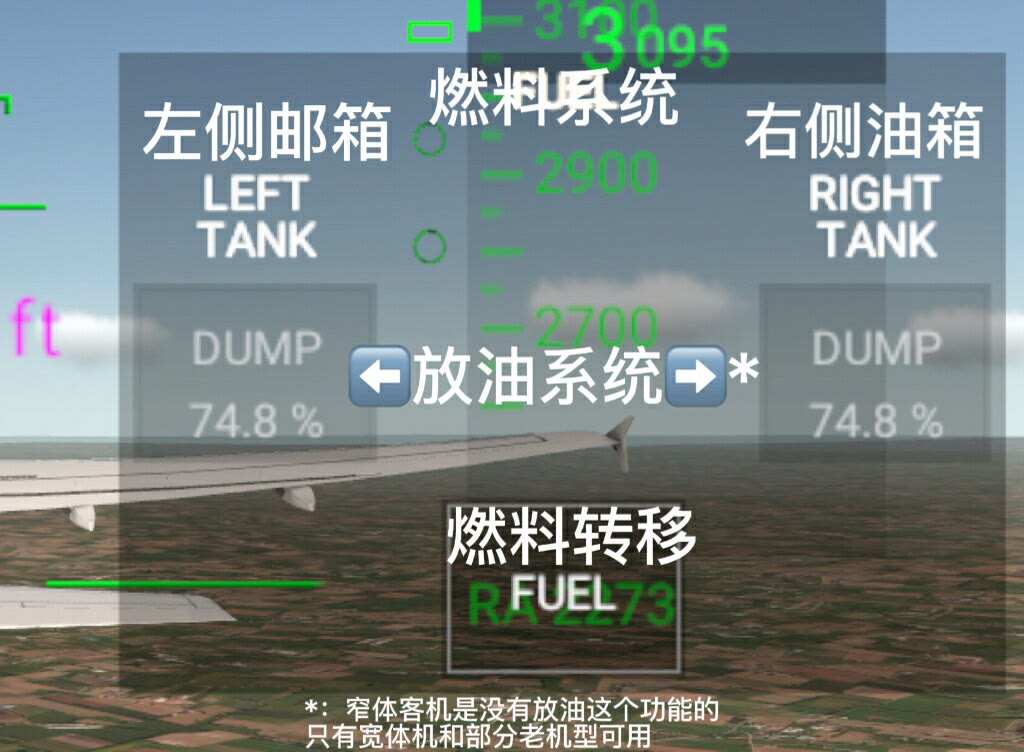 3100
3095
燃料系统
FUEL
左侧邮箱
LEFT
TANK
右侧油箱
RIGHT
TANK
2900
ft
2700
DUMP
74.8 %
⬅放油系统➡*
DUMP
74.8 %
燃料转移
FUEL
RA 2273
*：窄体客机是没有放油这个功能的
只有宽体机和部分老机型可用